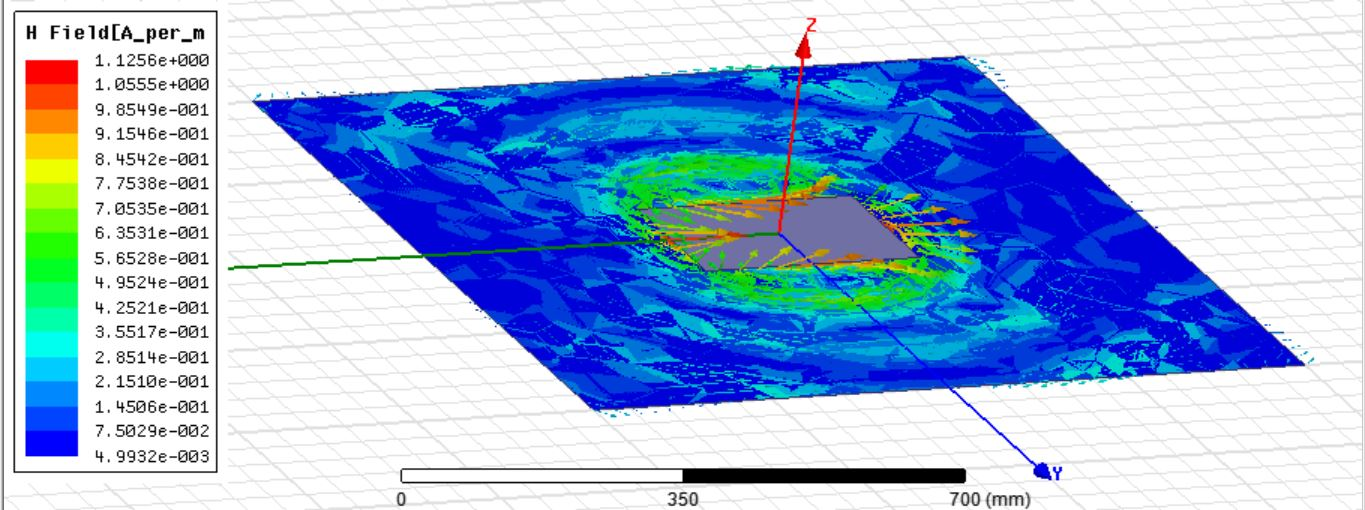 H Field[A_per_m
1.1256e+000
1.0555e+000
9.8549e-001
9.1546e-001
8.4542e-001
7.7538e-001
7.0535e-001
6.3531e-001
5.6528e-001
4.9524e-001
4.2521e-001
3.5517e-001
2.8514e-001
2.1510e-001
1.4506e-001
7.5029e-002
4.9932e-003
Z
Y
0 350 700 (mm)